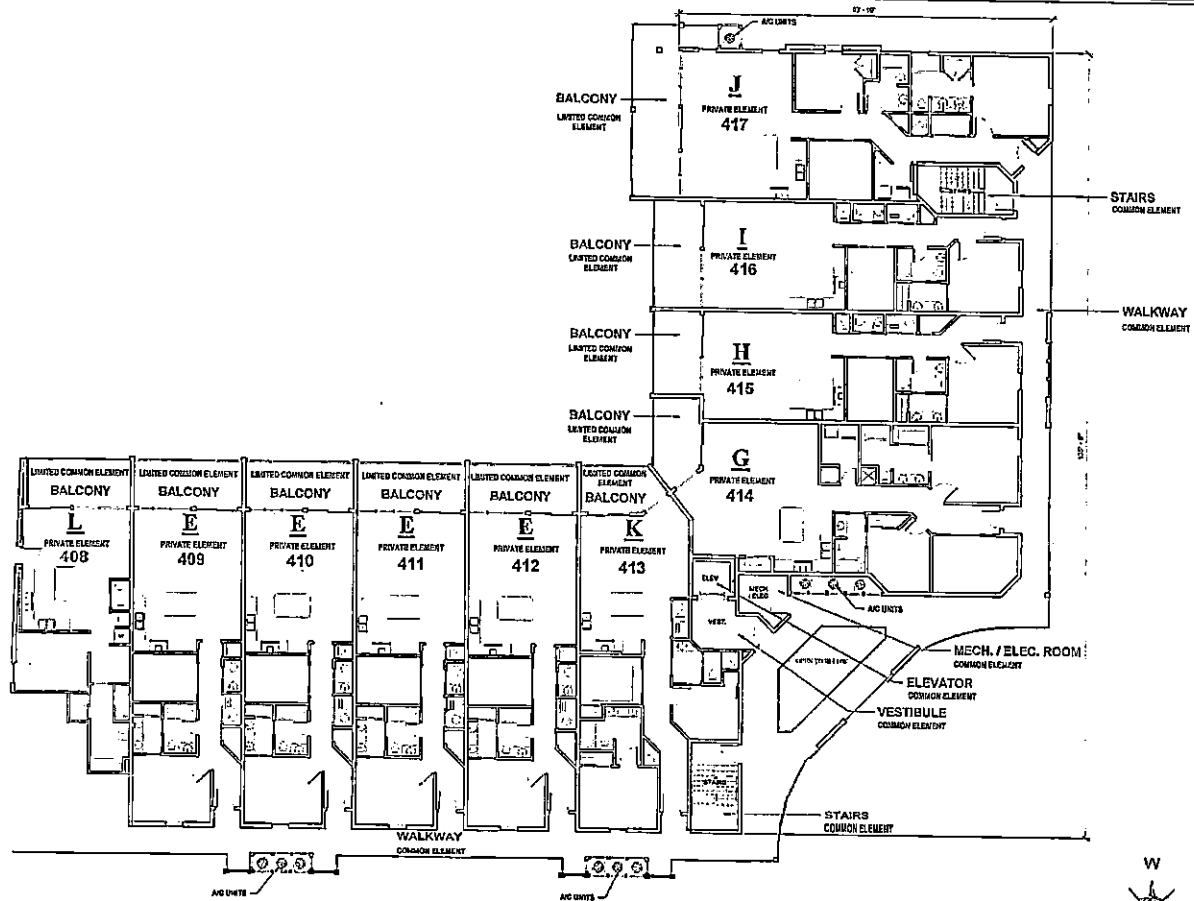 A/C UNITS
BALCONY
LIMITED COMMON
ELEMENT
J
PRIVATE ELEMENT
417
STAIRS
STAIRS
COMMON ELEMENT
BALCONY
LIMITED COMMON
ELEMENT
I
PRIVATE ELEMENT
416
WALKWAY
COMMON ELEMENT
BALCONY
LIMITED COMMON
ELEMENT
H
PRIVATE ELEMENT
415
BALCONY
LIMITED COMMON
ELEMENT
G
PRIVATE ELEMENT
414
LIMITED COMMON ELEMENT
BALCONY
L
PRIVATE ELEMENT
408
LIMITED COMMON ELEMENT
BALCONY
E
PRIVATE ELEMENT
409
LIMITED COMMON ELEMENT
BALCONY
E
PRIVATE ELEMENT
410
LIMITED COMMON ELEMENT
BALCONY
E
PRIVATE ELEMENT
411
LIMITED COMMON ELEMENT
BALCONY
E
PRIVATE ELEMENT
412
LIMITED COMMON
ELEMENT
BALCONY
K
PRIVATE ELEMENT
413
ELEV
MECH
/ ELEC
VEST.
A/C UNITS
MECH. / ELEC. ROOM
COMMON ELEMENT
ELEVATOR
COMMON ELEMENT
VESTIBULE
COMMON ELEMENT
STAIRS
STAIRS
COMMON ELEMENT
WALKWAY
COMMON ELEMENT
A/C UNITS
A/C UNITS
W